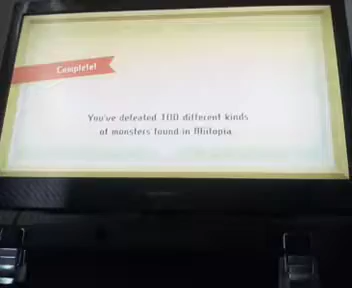 Complete!
You've defeated 100 different kinds
of monsters found in Miitopia.